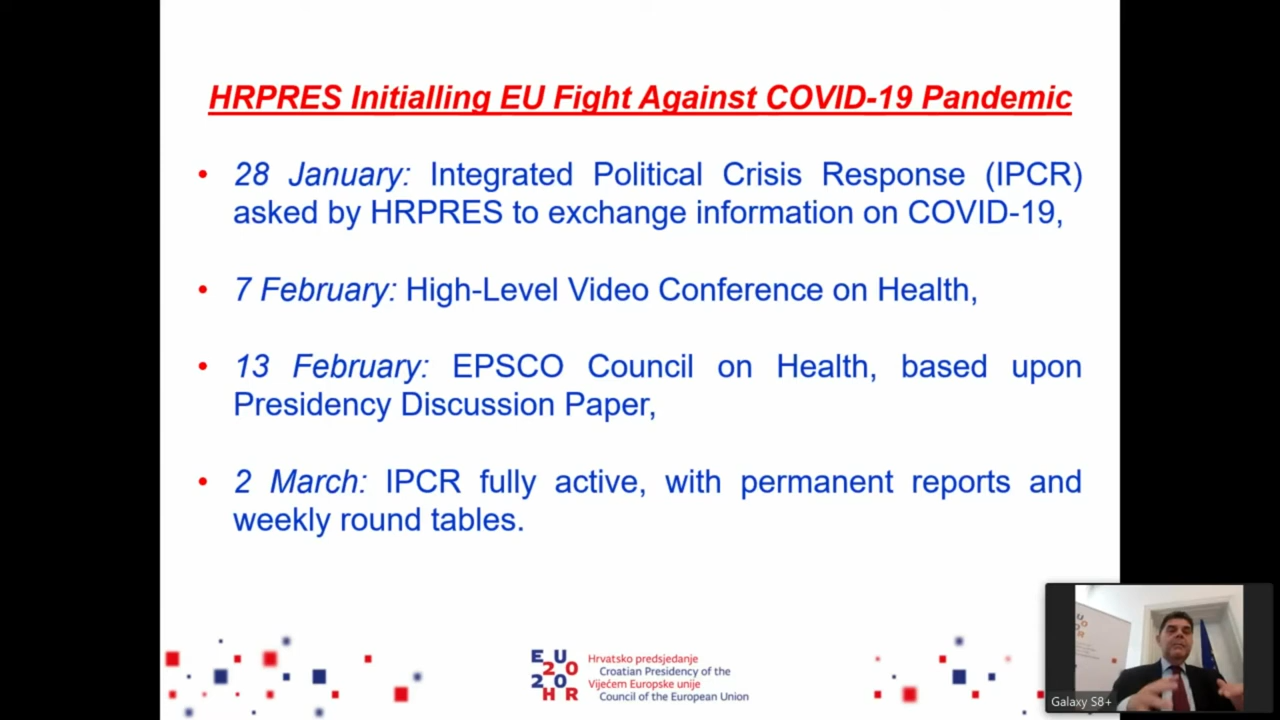 HRPRES Initialling EU Fight Against COVID-19 Pandemic
• 28 January: Integrated Political Crisis Response (IPCR)
asked by HRPRES to exchange information on COVID-19,
• 7 February: High-Level Video Conference on Health,
• 13 February: EPSCO Council on Health, based upon
Presidency Discussion Paper,
• 2 March: IPCR fully active, with permanent reports and
weekly round tables.
EU
20
20
HR
Hrvatsko predsjedanje
Croatian Presidency of the
Vijećem Europske unije
Council of the European Union
Galaxy S8+